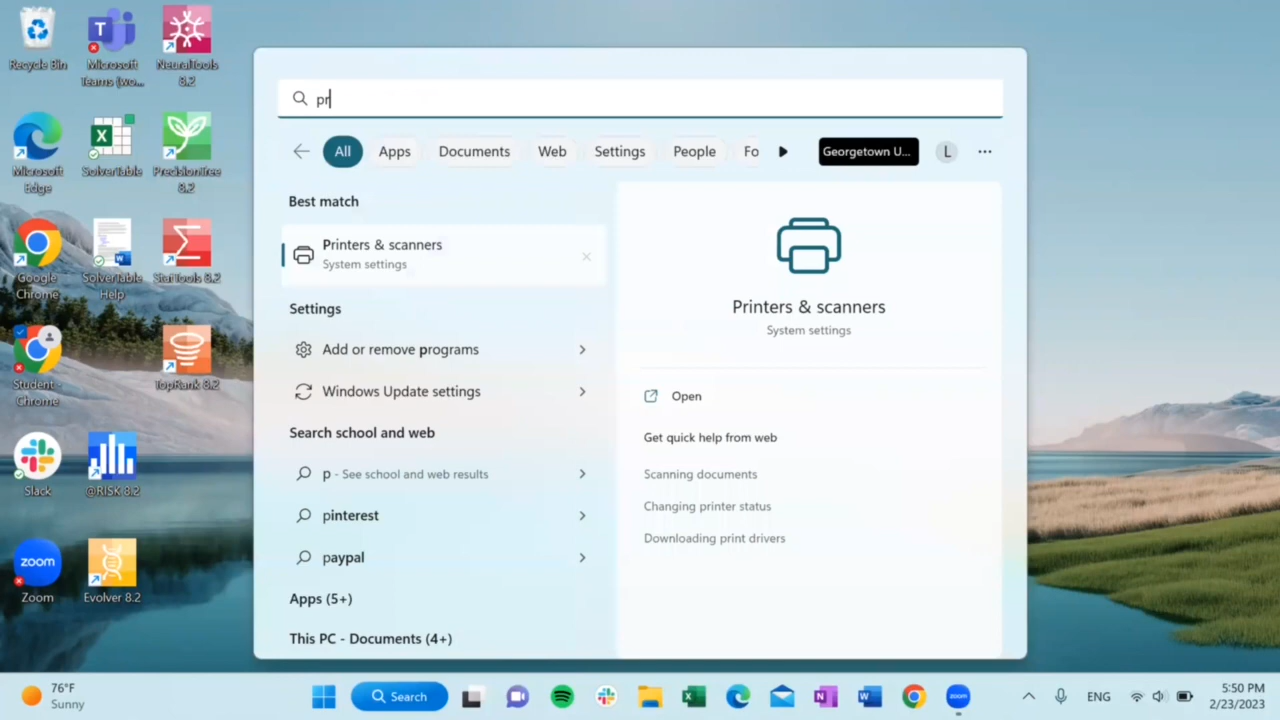 Recycle Bin
Microsoft
Teams (wo...
NeuralTools
8.2
Microsoft
Edge
SolverTable
PrecisionTree
8.2
Google
Chrome
SolverTable
Help
StatTools 8.2
Student -
Chrome
TopRank 8.2
Slack
@RISK 8.2
zoom
Zoom
Evolver 8.2
pr
All
Apps
Documents
Web
Settings
People
Fo
Georgetown U...
L
Best match
Printers & scanners
System settings
Settings
Add or remove programs
Windows Update settings
Search school and web
p - See school and web results
pinterest
paypal
Apps (5+)
This PC - Documents (4+)
Printers & scanners
System settings
Open
Get quick help from web
Scanning documents
Changing printer status
Downloading print drivers
76°F
Sunny
Search
zoom
ENG
5:50 PM
2/23/2023